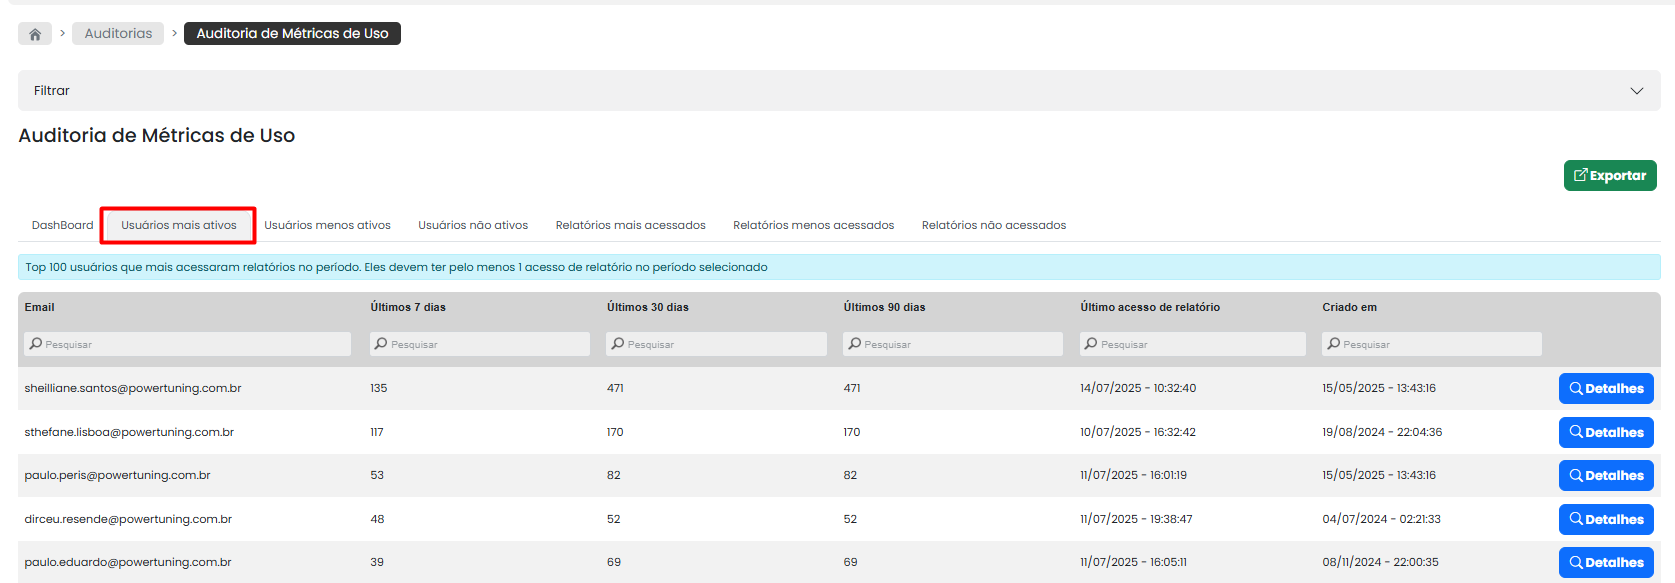 > Auditorias > Auditoria de Métricas de Uso
Filtrar
Auditoria de Métricas de Uso
Exportar
DashBoard Usuários mais ativos Usuários menos ativos Usuários não ativos Relatórios mais acessados Relatórios menos acessados Relatórios não acessados
Top 100 usuários que mais acessaram relatórios no período. Eles devem ter pelo menos 1 acesso de relatório no período selecionado
Email Últimos 7 dias Últimos 30 dias Últimos 90 dias Último acesso de relatório Criado em
Pesquisar Pesquisar Pesquisar Pesquisar Pesquisar Pesquisar
sheilliane.santos@powertuning.com.br 135 471 471 14/07/2025 - 10:32:40 15/05/2025 - 13:43:16 Detalhes
sthefane.lisboa@powertuning.com.br 117 170 170 10/07/2025 - 16:32:42 19/08/2024 - 22:04:36 Detalhes
paulo.peris@powertuning.com.br 53 82 82 11/07/2025 - 16:01:19 15/05/2025 - 13:43:16 Detalhes
dirceu.resende@powertuning.com.br 48 52 52 11/07/2025 - 19:38:47 04/07/2024 - 02:21:33 Detalhes
paulo.eduardo@powertuning.com.br 39 69 69 11/07/2025 - 16:05:11 08/11/2024 - 22:00:35 Detalhes